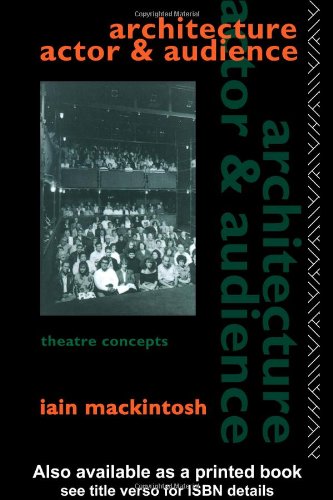 architecture
actor & audience
architecture
actor & audience
theatre concepts
iain mackintosh
Also available as a printed book
see title verso for ISBN details